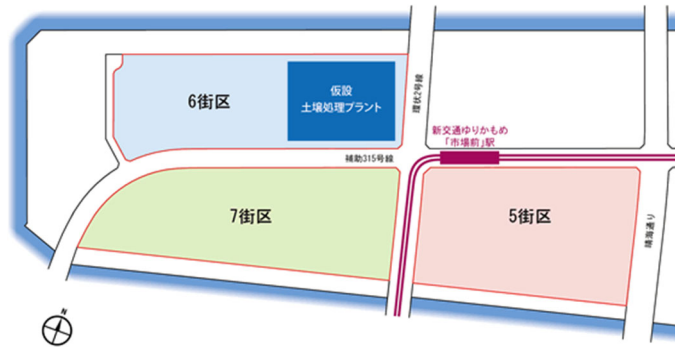 6街区
仮設
土壌処理プラント
環状2号線
新交通ゆりかもめ
「市場前」駅
補助315号線
7街区
5街区
晴海通り
N